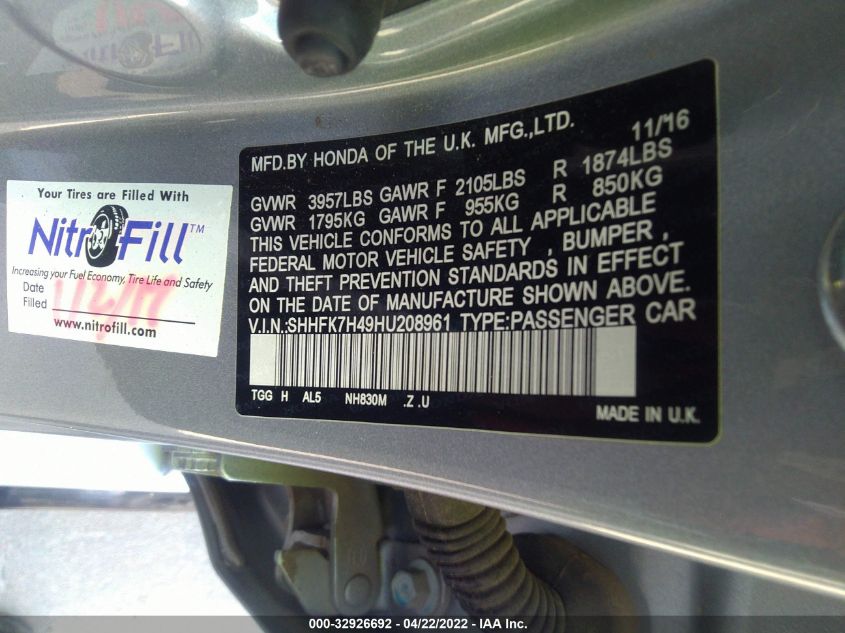 MFD.BY HONDA OF THE U.K. MFG.,LTD. 11/'16
GVWR 3957LBS GAWR F 2105LBS R 1874LBS
GVWR 1795KG GAWR F 955KG R 850KG
THIS VEHICLE CONFORMS TO ALL APPLICABLE
FEDERAL MOTOR VEHICLE SAFETY , BUMPER ,
AND THEFT PREVENTION STANDARDS IN EFFECT
ON THE DATE OF MANUFACTURE SHOWN ABOVE.
V.I.N.:SHHFK7H49HU208961 TYPE:PASSENGER CAR
TGG H AL5 NH830M .Z .U
MADE IN U.K.
Your Tires are Filled With
NitroFill™
Increasing your Fuel Economy, Tire Life and Safety
Date
Filled
www.nitrofill.com
000-32926692 - 04/22/2022 - IAA Inc.